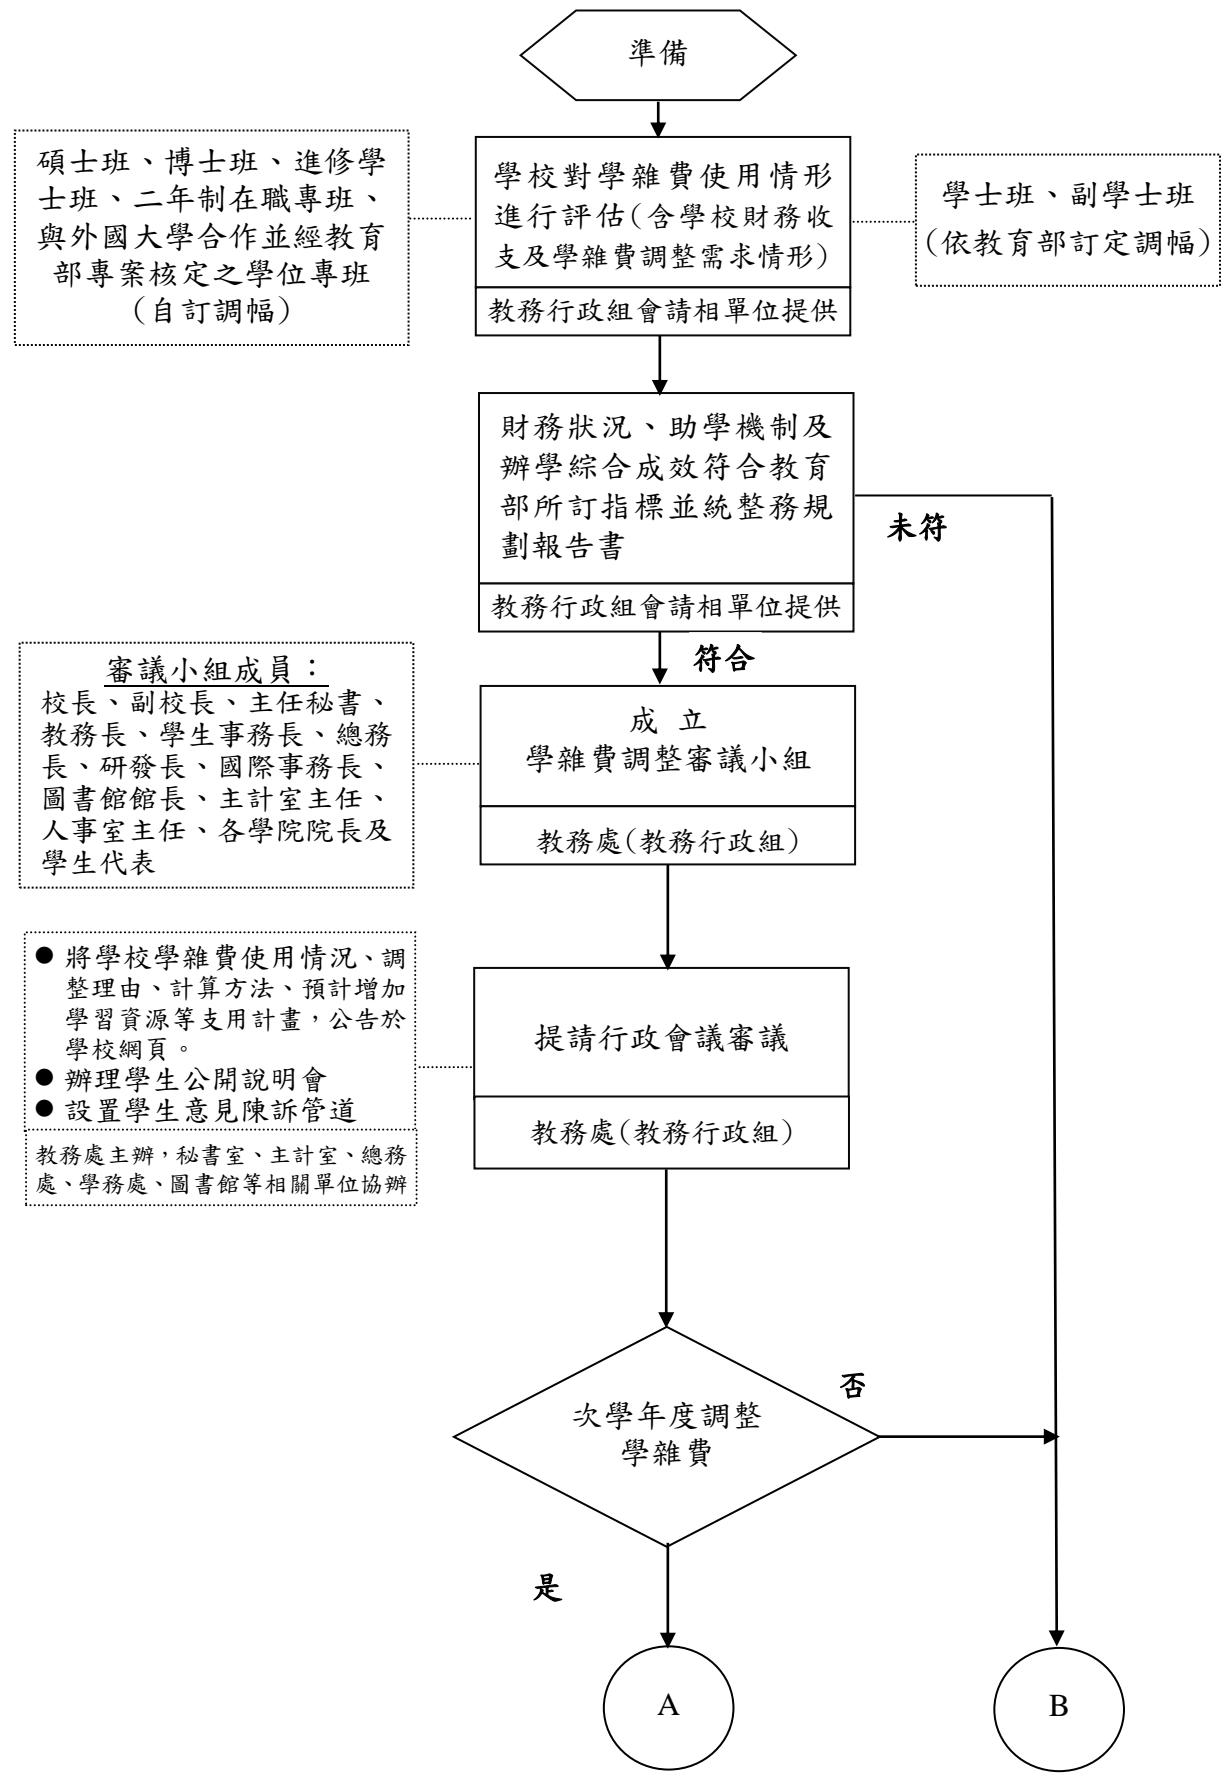 準備
碩士班、博士班、進修學
士班、二年制在職專班、
與外國大學合作並經教育
部專案核定之學位專班
(自訂調幅)
學校對學雜費使用情形
進行評估(含學校財務收
支及學雜費調整需求情形)
教務行政組會請相單位提供
學士班、副學士班
(依教育部訂定調幅)
財務狀況、助學機制及
辦學綜合成效符合教育
部所訂指標並統整務規
劃報告書
教務行政組會請相單位提供
未符
符合
審議小組成員：
校長、副校長、主任秘書、
教務長、學生事務長、總務
長、研發長、國際事務長、
圖書館館長、主計室主任、
人事室主任、各學院院長及
學生代表
成 立
學雜費調整審議小組
教務處(教務行政組)
● 將學校學雜費使用情況、調
整理由、計算方法、預計增加
學習資源等支用計畫，公告於
學校網頁。
● 辦理學生公開說明會
● 設置學生意見陳訴管道
教務處主辦，秘書室、主計室、總務
處、學務處、圖書館等相關單位協辦
提請行政會議審議
教務處(教務行政組)
次學年度調整
學雜費
否
是
A
B